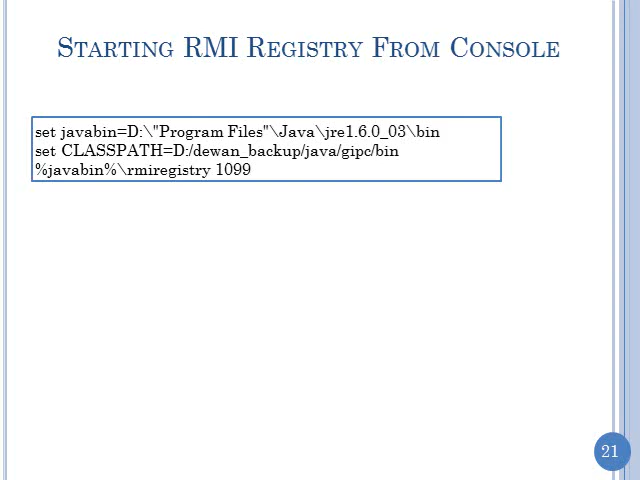 Starting RMI Registry From Console
set javabin=D:\"Program Files"\Java\jre1.6.0_03\bin
set CLASSPATH=D:/dewan_backup/java/gipc/bin
%javabin%\rmiregistry 1099
21